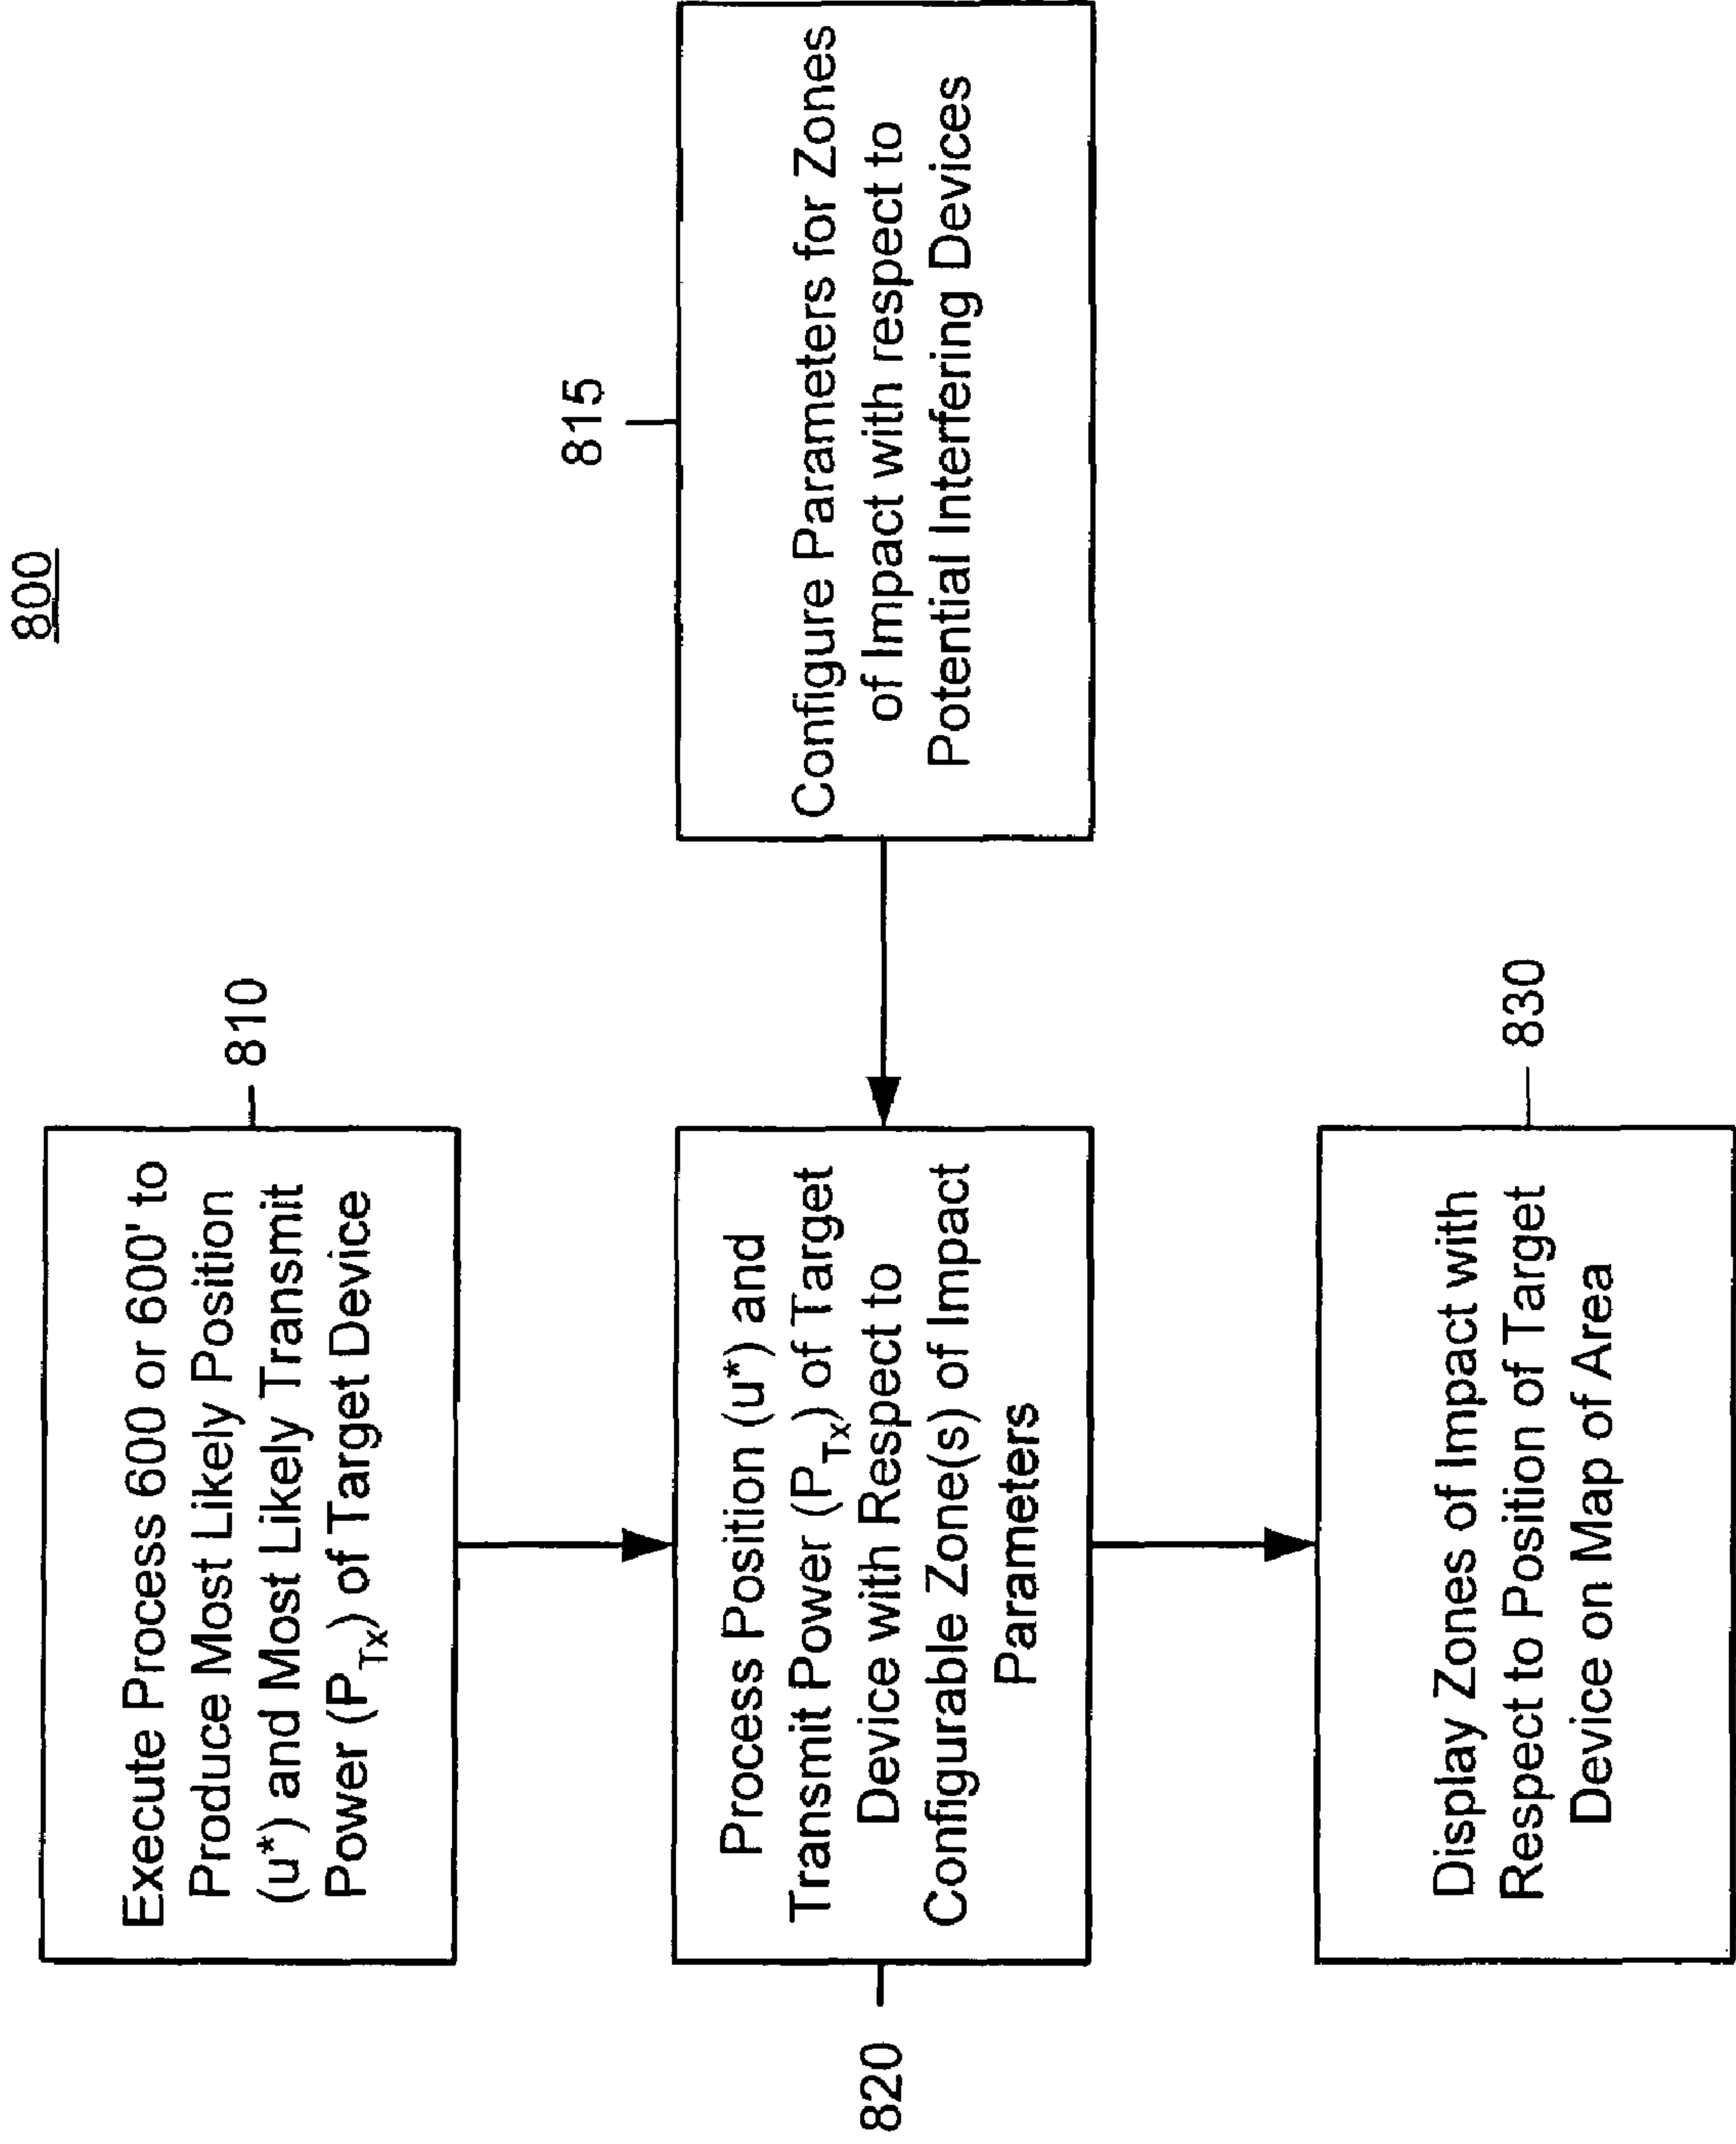 800
Execute Process 600 or 600' to
Produce Most Likely Position
(u*) and Most Likely Transmit
Power (PTx) of Target Device
810
Process Position (u*) and
Transmit Power (PTx) of Target
Device with Respect to
Configurable Zone(s) of Impact
Parameters
820
815
Configure Parameters for Zones
of Impact with respect to
Potential Interfering Devices
Display Zones of Impact with
Respect to Position of Target
Device on Map of Area
830